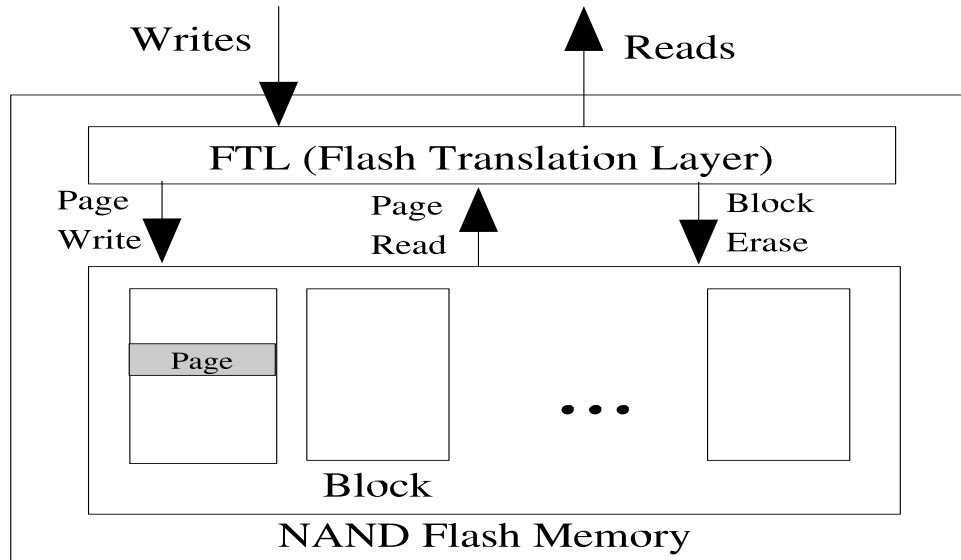 Writes
Reads
FTL (Flash Translation Layer)
Page
Write
Page
Read
Block
Erase
Page
Block
NAND Flash Memory